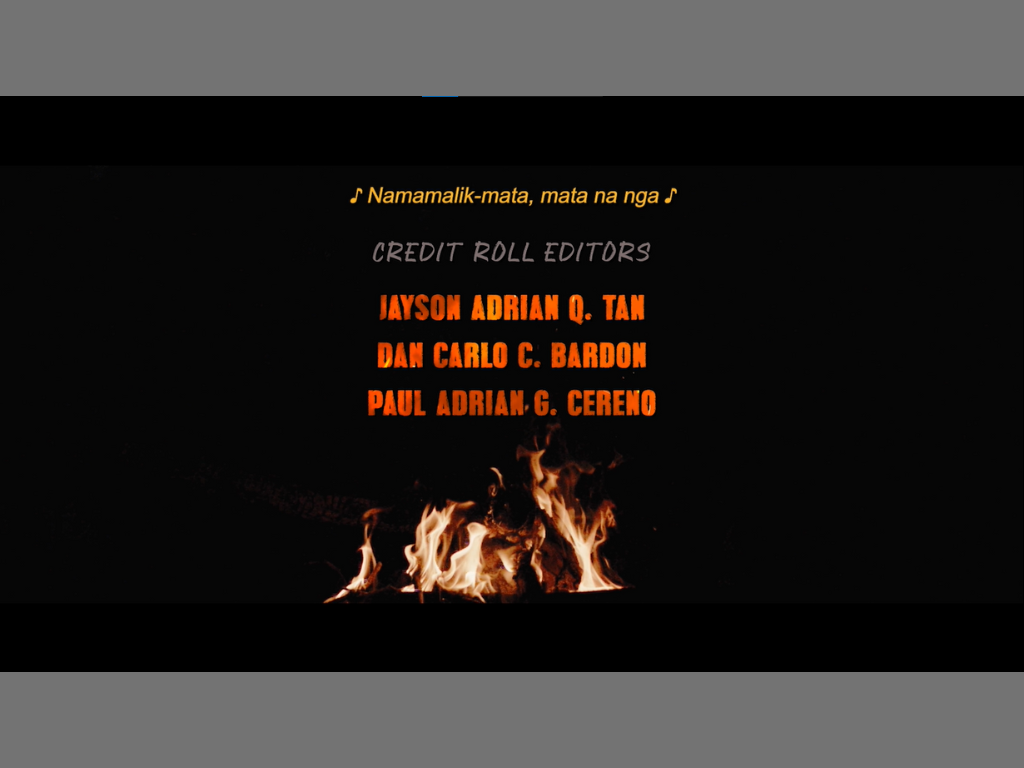 ♪ Namamalik-mata, mata na nga ♪
CREDIT ROLL EDITORS
JAYSON ADRIAN Q. TAN
DAN CARLO C. BARDON
PAUL ADRIAN G. CERENO